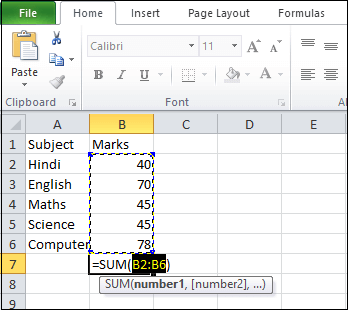 File Home Insert Page Layout Formulas
Paste Calibri 11 A A
B I U A
Clipboard Font
A B C D E
1 Subject Marks
2 Hindi 40
3 English 70
4 Maths 45
5 Science 45
6 Computer 78
7 =SUM(B2:B6)
8 SUM(number1, [number2], ...)
9